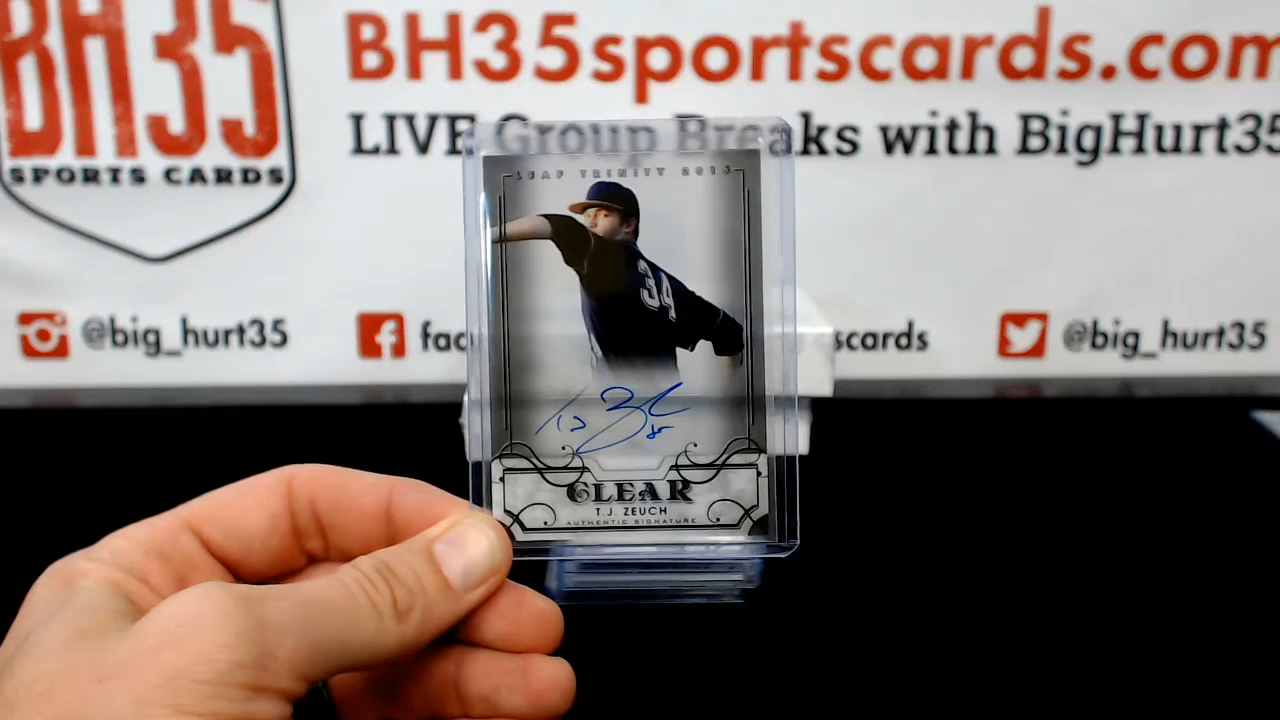 BH35
SPORTS CARDS
BH35sportscards.com
LIVE Group Breaks with BigHurt35
@big_hurt35
fac
scards
@big_hurt35
LEAF TRINITY 2016
34
CLEAR
T.J. ZEUCH
AUTHENTIC SIGNATURE